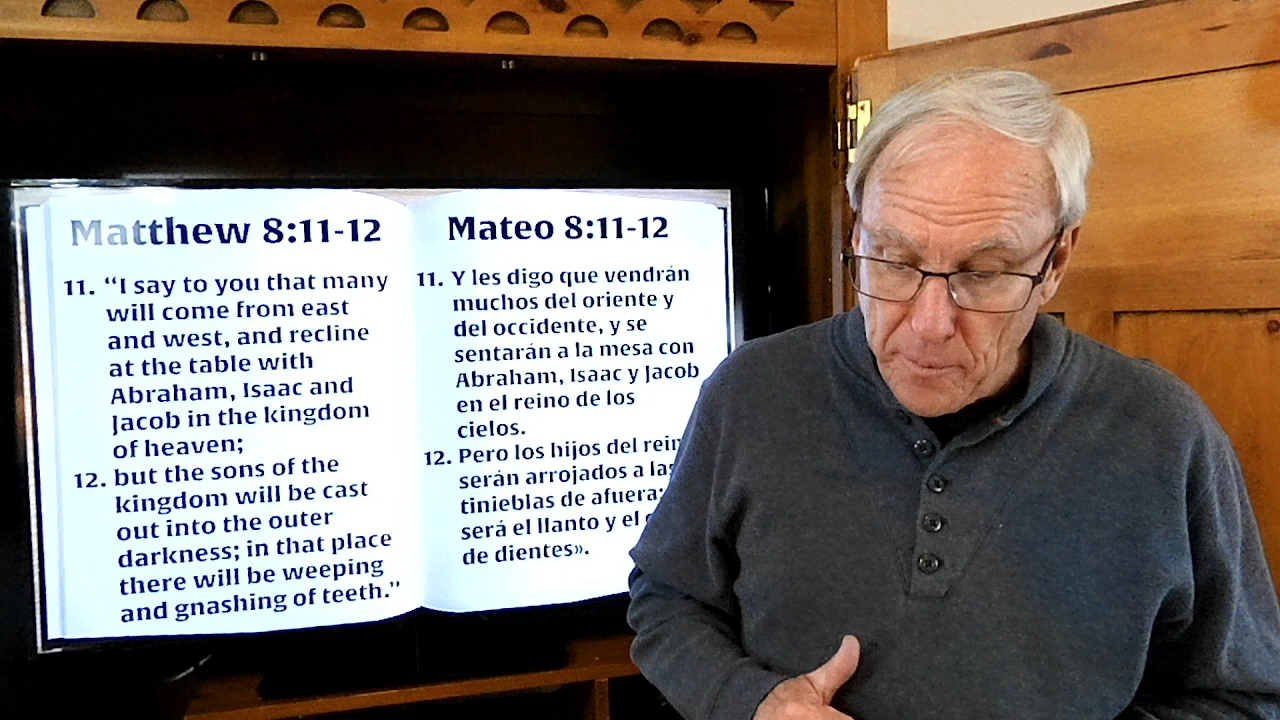 Matthew 8:11-12
11. “I say to you that many
will come from east
and west, and recline
at the table with
Abraham, Isaac and
Jacob in the kingdom
of heaven;
12. but the sons of the
kingdom will be cast
out into the outer
darkness; in that place
there will be weeping
and gnashing of teeth.”
Mateo 8:11-12
11. Y les digo que vendrán
muchos del oriente y
del occidente, y se
sentarán a la mesa con
Abraham, Isaac y Jacob
en el reino de los
cielos.
12. Pero los hijos del
serán arrojados a
tinieblas de afuera;
será el llanto y el
de dientes».